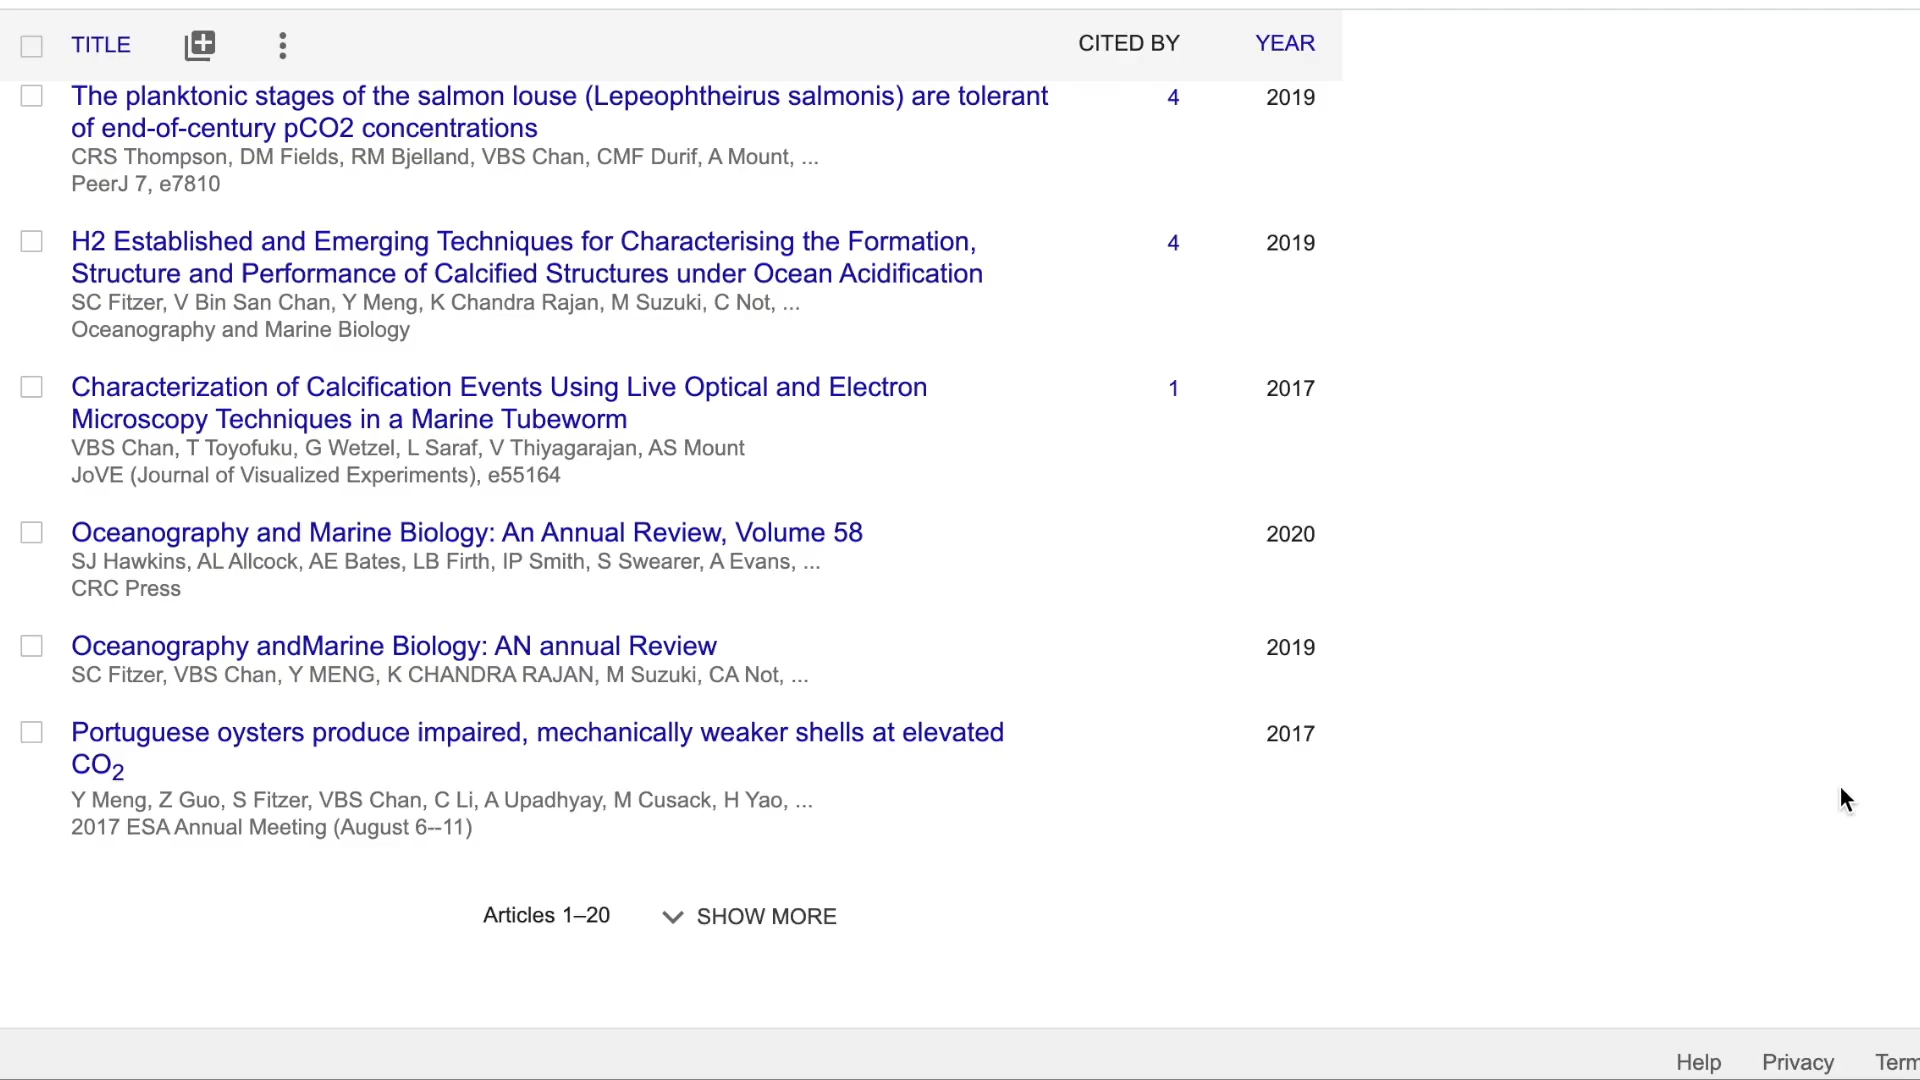 TITLE CITED BY YEAR
The planktonic stages of the salmon louse (Lepeophtheirus salmonis) are tolerant 4 2019
of end-of-century pCO2 concentrations
CRS Thompson, DM Fields, RM Bjelland, VBS Chan, CMF Durif, A Mount, ...
PeerJ 7, e7810
H2 Established and Emerging Techniques for Characterising the Formation, 4 2019
Structure and Performance of Calcified Structures under Ocean Acidification
SC Fitzer, V Bin San Chan, Y Meng, K Chandra Rajan, M Suzuki, C Not, ...
Oceanography and Marine Biology
Characterization of Calcification Events Using Live Optical and Electron 1 2017
Microscopy Techniques in a Marine Tubeworm
VBS Chan, T Toyofuku, G Wetzel, L Saraf, V Thiyagarajan, AS Mount
JoVE (Journal of Visualized Experiments), e55164
Oceanography and Marine Biology: An Annual Review, Volume 58 2020
SJ Hawkins, AL Allcock, AE Bates, LB Firth, IP Smith, S Swearer, A Evans, ...
CRC Press
Oceanography andMarine Biology: AN annual Review 2019
SC Fitzer, VBS Chan, Y MENG, K CHANDRA RAJAN, M Suzuki, CA Not, ...
Portuguese oysters produce impaired, mechanically weaker shells at elevated 2017
CO2
Y Meng, Z Guo, S Fitzer, VBS Chan, C Li, A Upadhyay, M Cusack, H Yao, ...
2017 ESA Annual Meeting (August 6--11)
Articles 1–20 SHOW MORE
Help Privacy Term